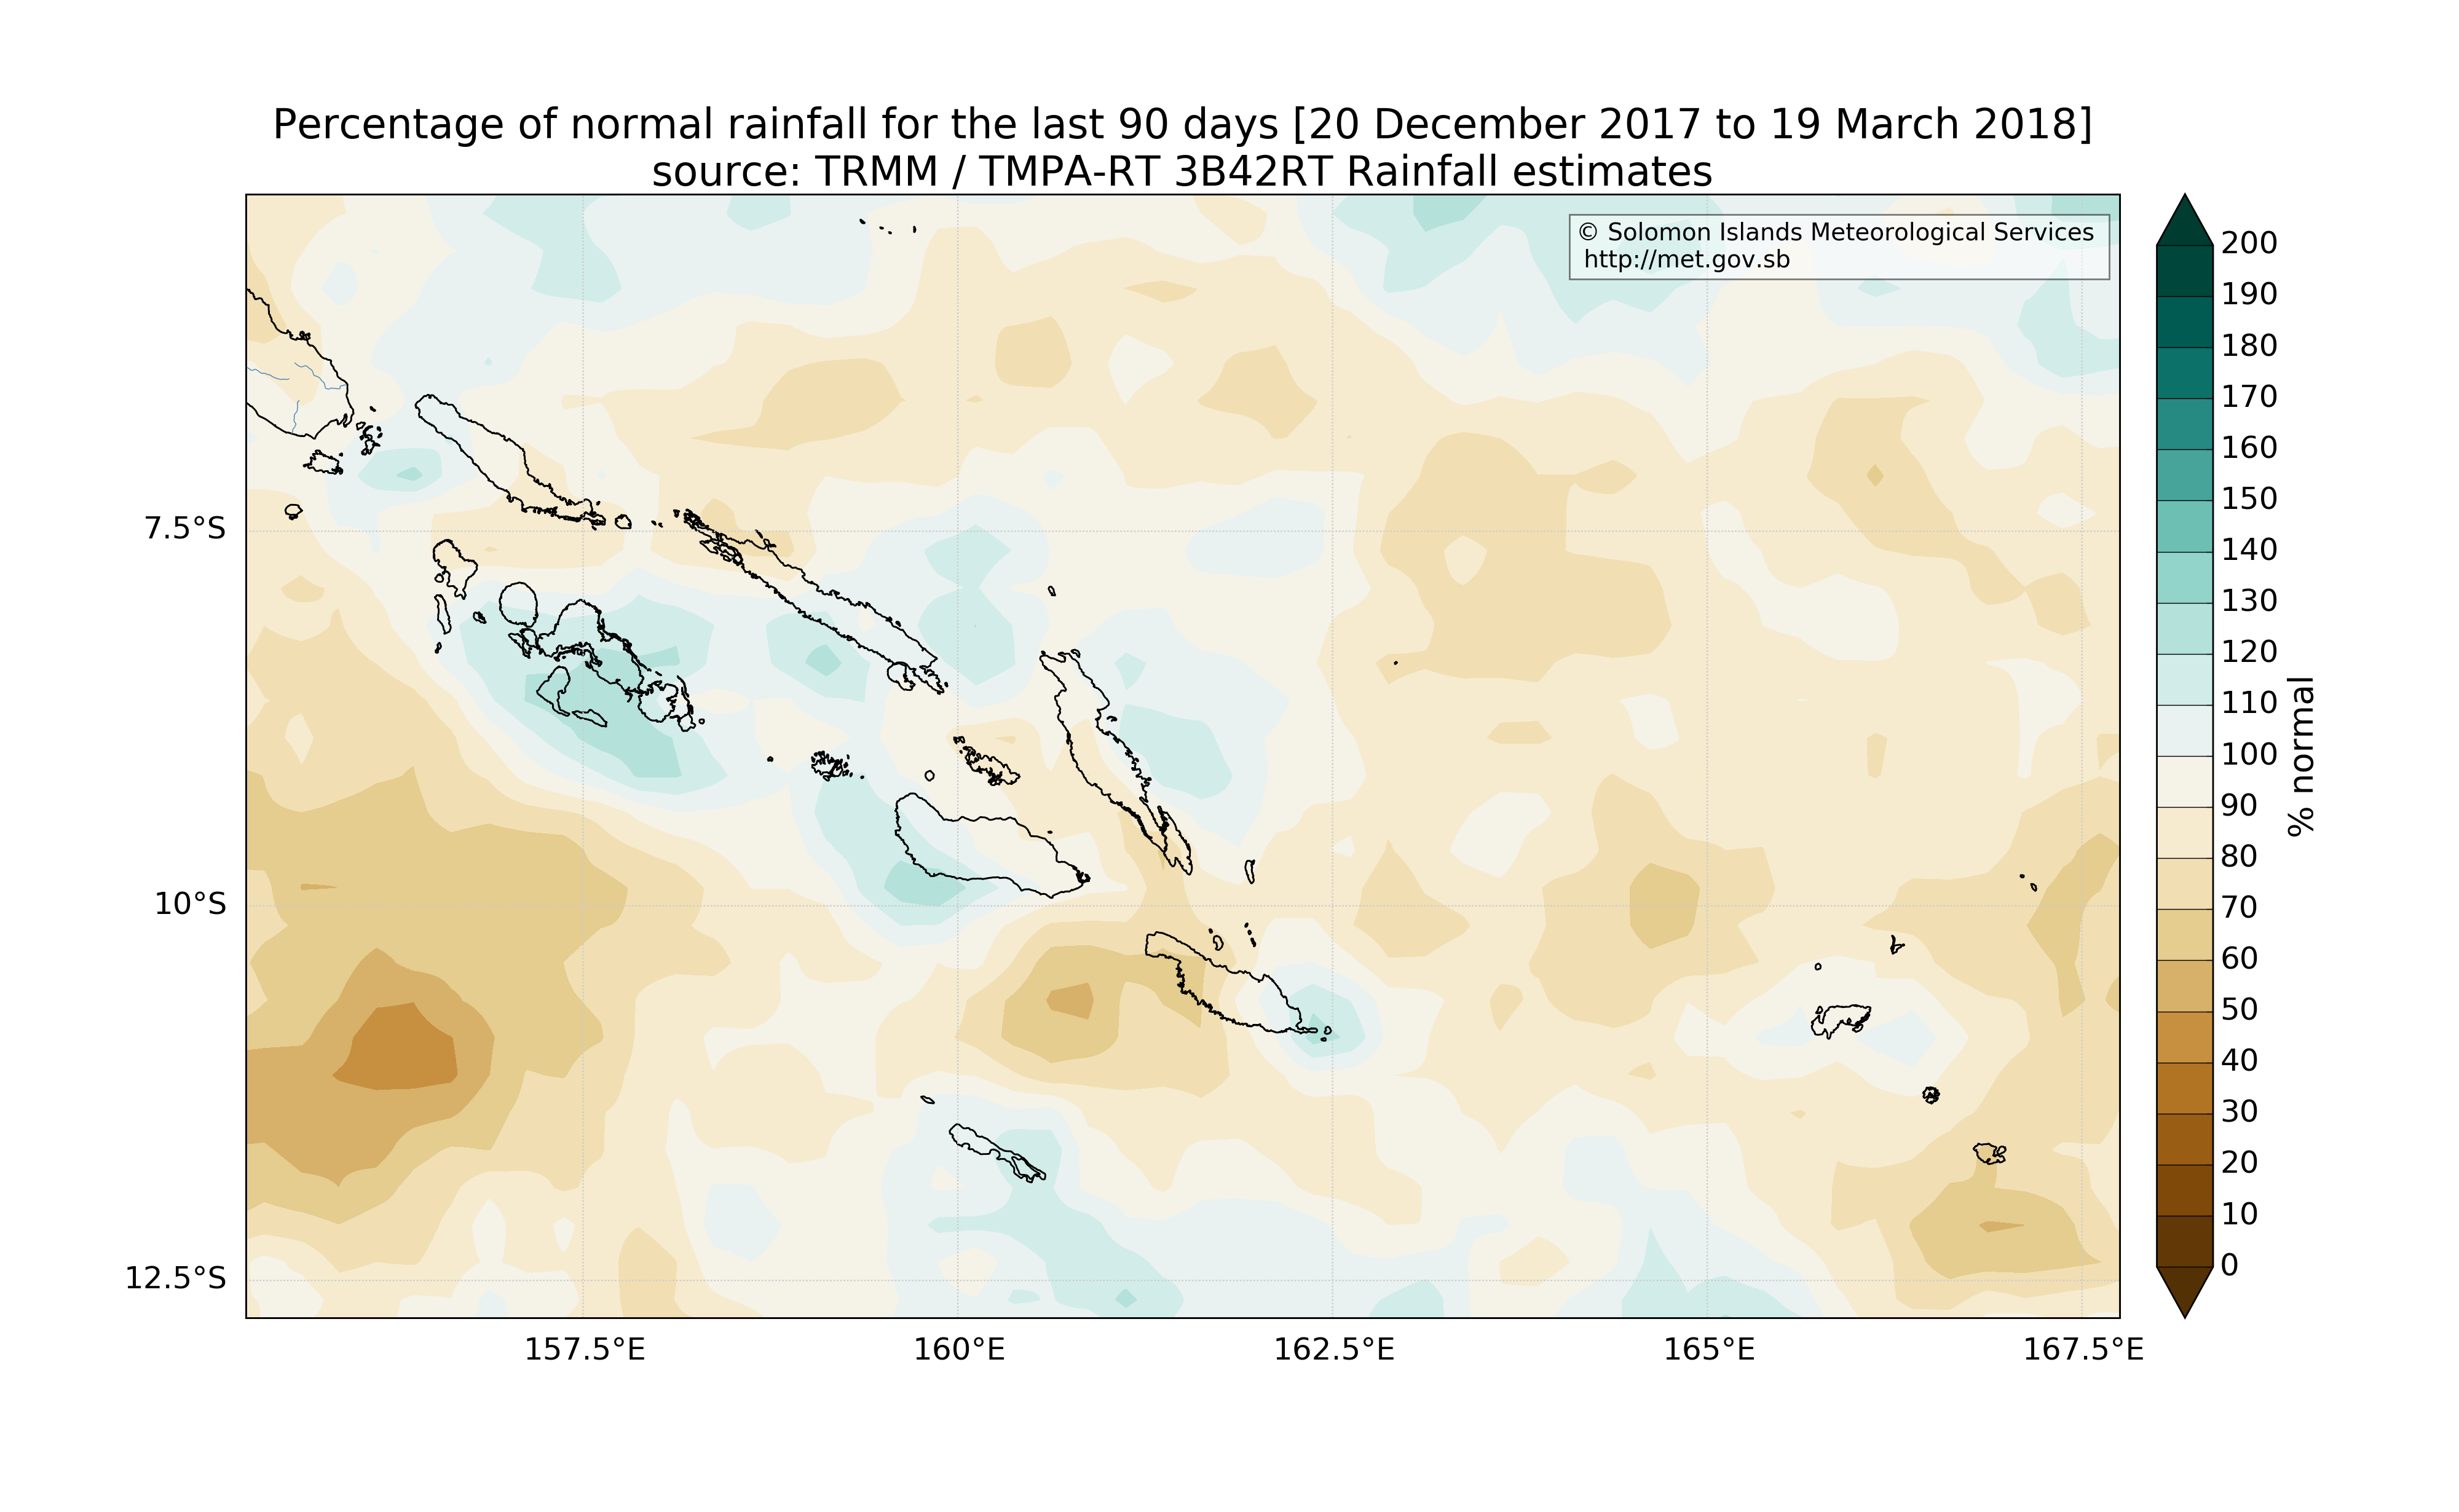 Percentage of normal rainfall for the last 90 days [20 December 2017 to 19 March 2018]
source: TRMM / TMPA-RT 3B42RT Rainfall estimates
© Solomon Islands Meteorological Services
http://met.gov.sb
7.5°S
10°S
12.5°S
157.5°E
160°E
162.5°E
165°E
167.5°E
200
190
180
170
160
150
140
130
120
110
100
90
80
70
60
50
40
30
20
10
0
% normal